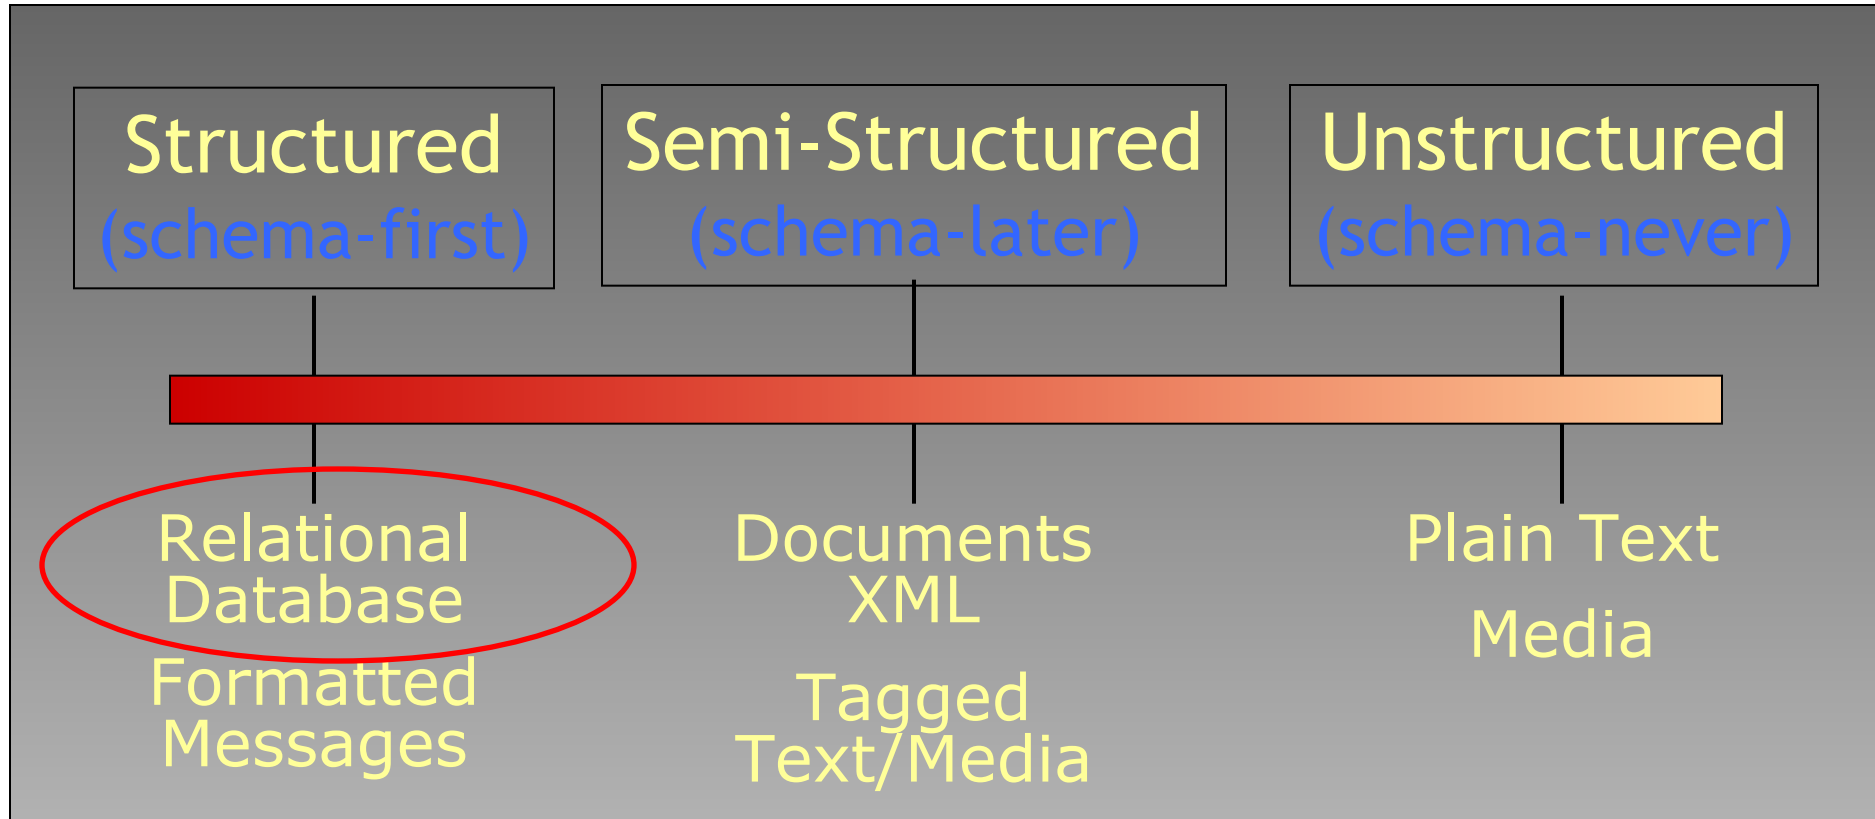 Structured
(schema-first)
Semi-Structured
(schema-later)
Unstructured
(schema-never)
Relational
Database
Formatted
Messages
Documents
XML
Tagged
Text/Media
Plain Text
Media